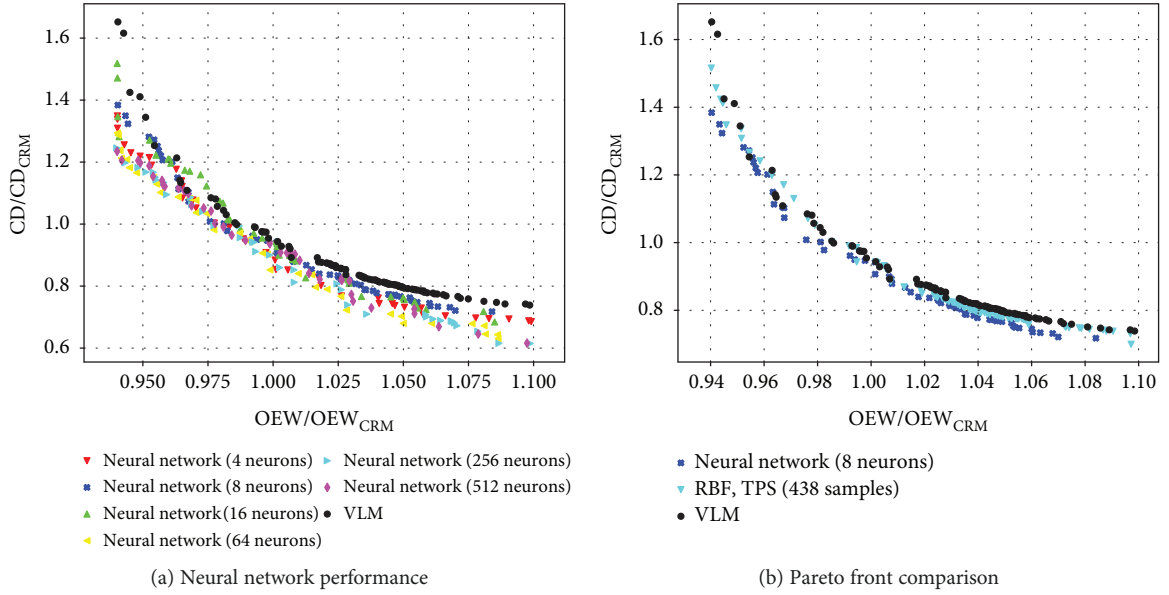 1.6
1.4
1.2
1.0
0.8
0.6
CD/CD_CRM
0.950
0.975
1.000
1.025
1.050
1.075
1.100
OEW/OEW_CRM
Neural network (4 neurons)
Neural network (8 neurons)
Neural network (16 neurons)
Neural network (64 neurons)
Neural network (256 neurons)
Neural network (512 neurons)
VLM
(a) Neural network performance
1.6
1.4
1.2
1.0
0.8
CD/CD_CRM
0.94
0.96
0.98
1.00
1.02
1.04
1.06
1.08
1.10
OEW/OEW_CRM
Neural network (8 neurons)
RBF, TPS (438 samples)
VLM
(b) Pareto front comparison